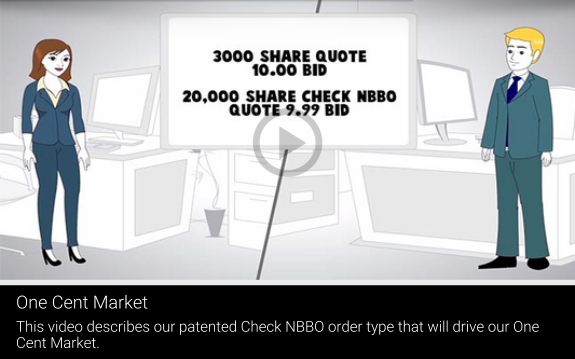 3000 SHARE QUOTE
10.00 BID
20,000 SHARE CHECK NBBO
QUOTE 9.99 BID
One Cent Market
This video describes our patented Check NBBO order type that will drive our One
Cent Market.